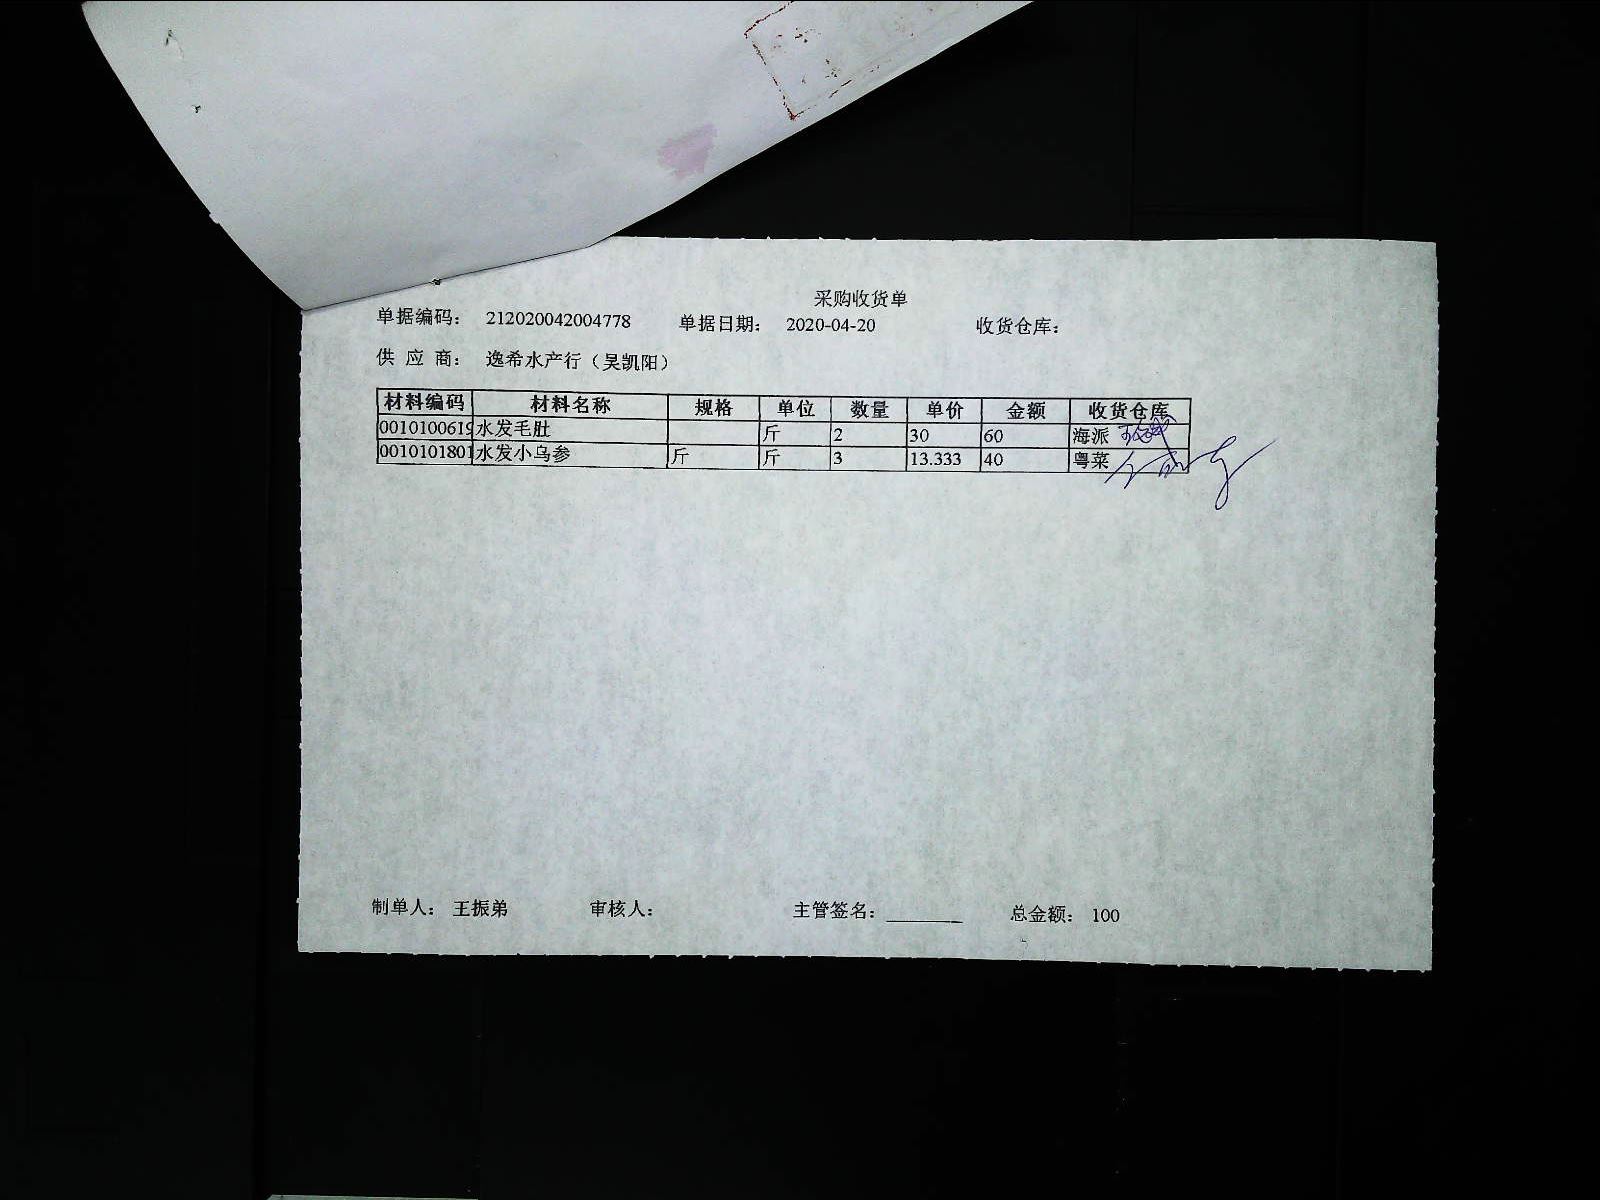 采购收货单
单据编码： 212020042004778 单据日期： 2020-04-20 收货仓库：
供 应 商： 逸希水产行（吴凯阳）
材料编码 材料名称 规格 单位 数量 单价 金额 收货仓库
0010100619 水发毛肚 斤 2 30 60 海派
0010101801 水发小乌参 斤 斤 3 13.333 40 粤菜
制单人： 王振弟 审核人： 主管签名： 总金额： 100